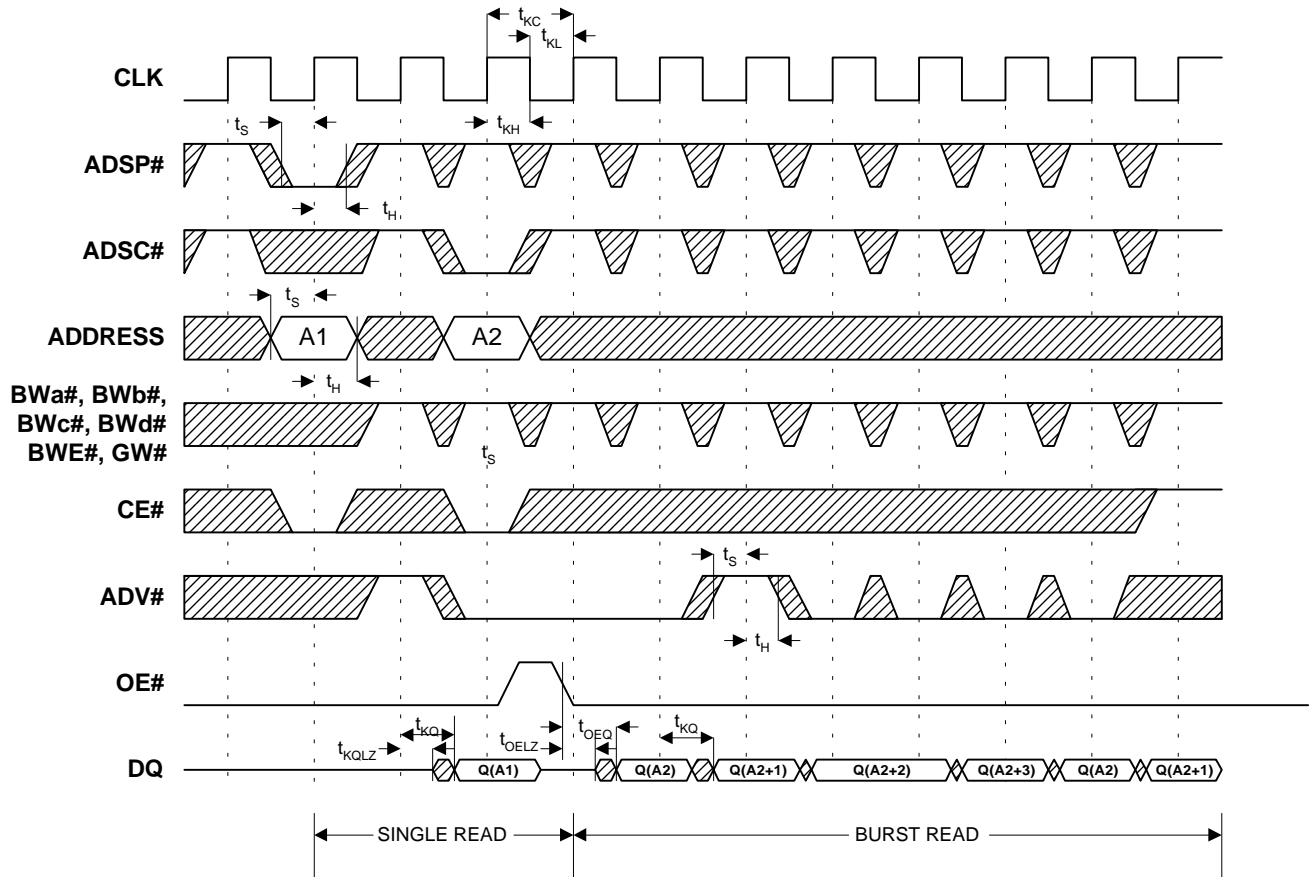 tKC
tKL
CLK
tS
tKH
ADSP#
tH
ADSC#
tS
ADDRESS
A1
A2
tH
BWa#, BWb#,
BWc#, BWd#
BWE#, GW#
tS
CE#
tS
ADV#
tH
OE#
tKQ
tOEQ
tKQ
tKQLZ
tOELZ
DQ
Q(A1)
Q(A2)
Q(A2+1)
Q(A2+2)
Q(A2+3)
Q(A2)
Q(A2+1)
SINGLE READ
BURST READ